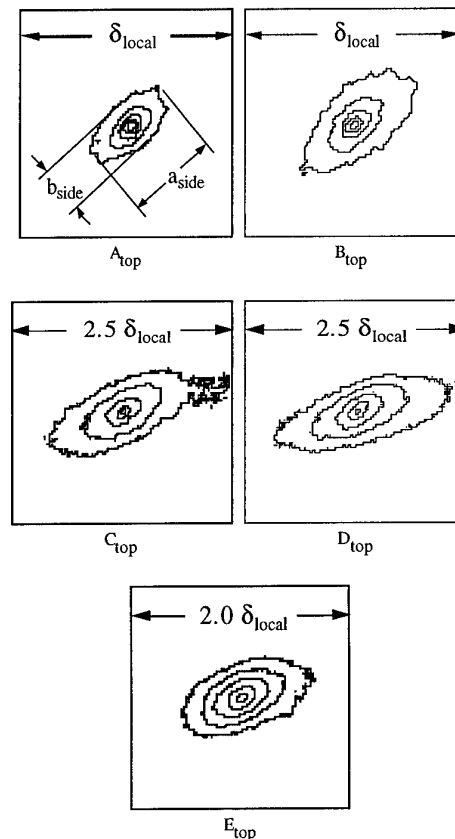 δlocal
δlocal
bside
aside
Atop
Btop
2.5 δlocal
2.5 δlocal
Ctop
Dtop
2.0 δlocal
Etop